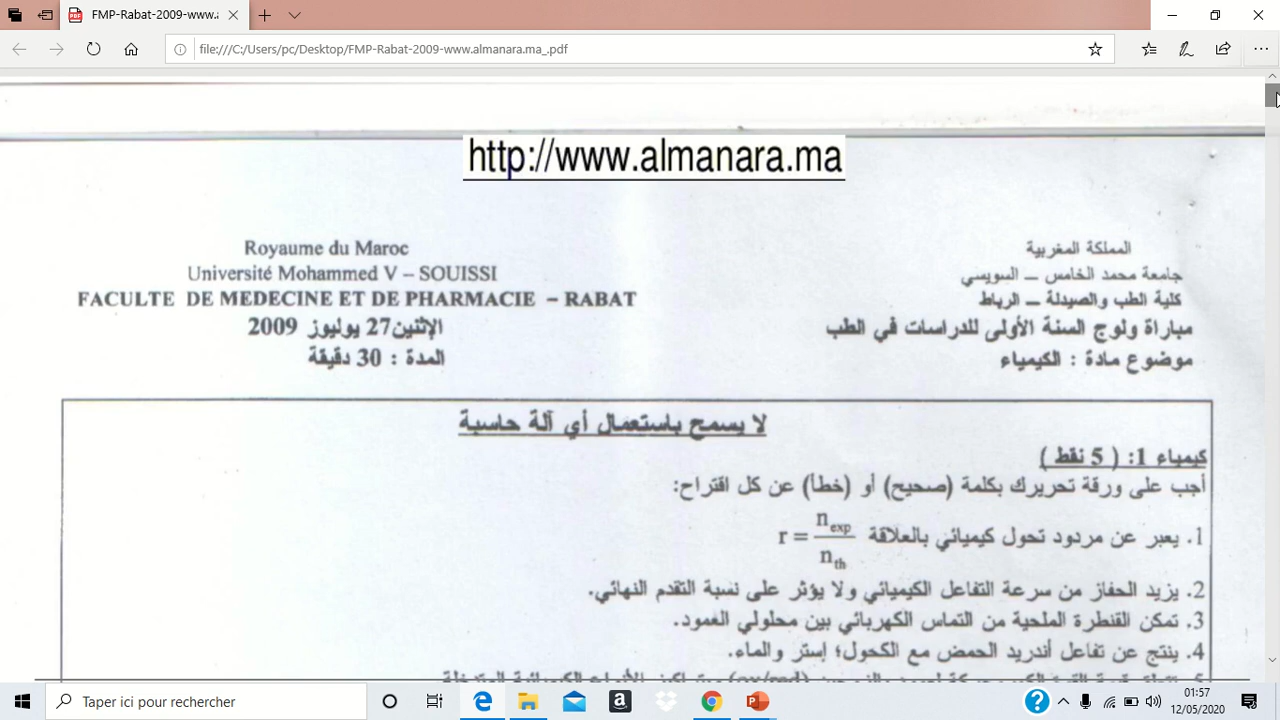 FMP-Rabat-2009-www.a
file:///C:/Users/pc/Desktop/FMP-Rabat-2009-www.almanara.ma_.pdf
http://www.almanara.ma
Royaume du Maroc
Université Mohammed V – SOUISSI
FACULTE DE MEDECINE ET DE PHARMACIE – RABAT
الإثنين27 يوليوز 2009
المدة : 30 دقيقة
المملكة المغربية
جامعة محمد الخامس – السويسي
كلية الطب والصيدلة – الرباط
مباراة ولوج السنة الأولى للدراسات في الطب
موضوع مادة : الكيمياء
لا يسمح باستعمال أي آلة حاسبة
كيمياء 1: ( 5 نقط )
أجب على ورقة تحريرك بكلمة (صحيح) أو (خطأ) عن كل اقتراح:
1. يعبر عن مردود تحول كيميائي بالعلاقة r = n_exp / n_th
2. يزيد الحفاز من سرعة التفاعل الكيميائي ولا يؤثر على نسبة التقدم النهائي.
3. تمكن القنطرة الملحية من التماس الكهربائي بين محلولي العمود.
4. ينتج عن تفاعل أندريد الحمض مع الكحول؛ إستر والماء.
Taper ici pour rechercher
01:57
12/05/2020